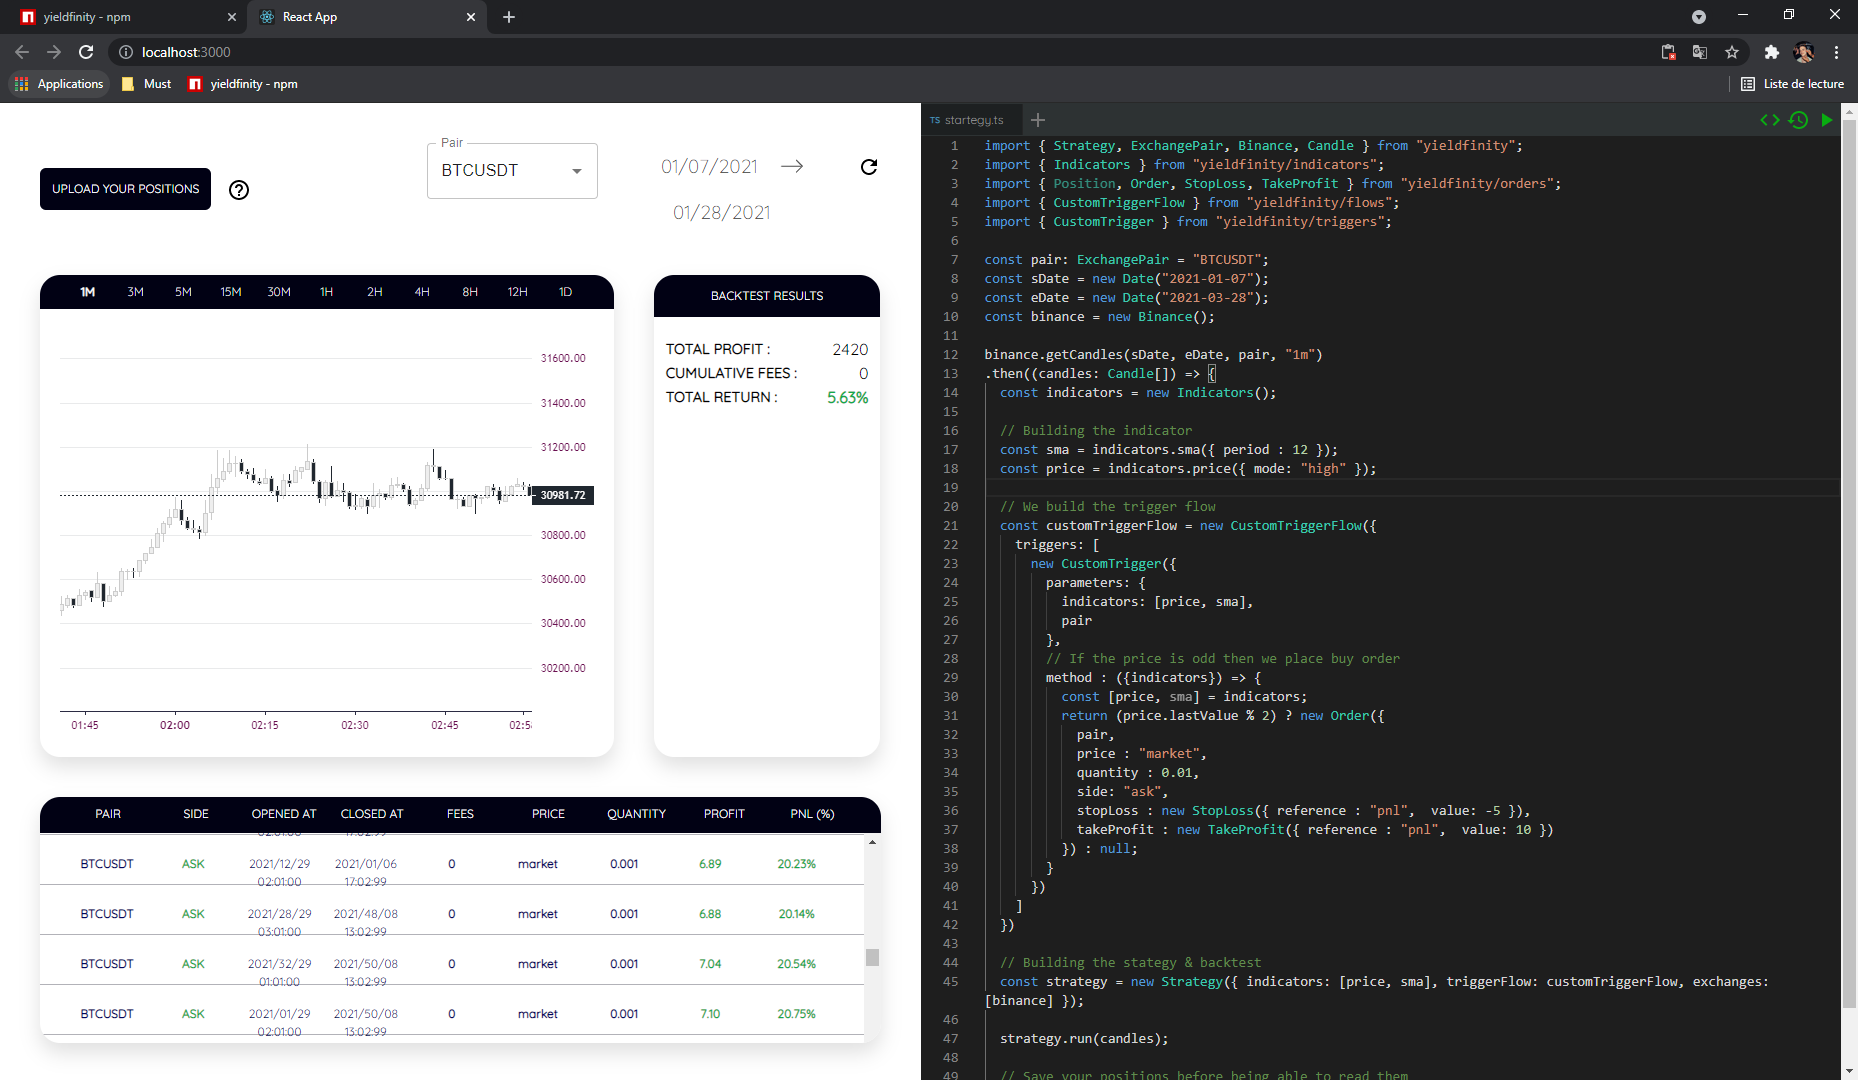 yieldfinity - npm
React App
localhost:3000
Applications
Must
yieldfinity - npm
Liste de lecture
UPLOAD YOUR POSITIONS
Pair
BTCUSDT
01/07/2021
01/28/2021
1M 3M 5M 15M 30M 1H 2H 4H 8H 12H 1D
31600.00
31400.00
31200.00
30981.72
30800.00
30600.00
30400.00
30200.00
01:45 02:00 02:15 02:30 02:45 02:5
BACKTEST RESULTS
TOTAL PROFIT : 2420
CUMULATIVE FEES : 0
TOTAL RETURN : 5.63%
PAIR SIDE OPENED AT CLOSED AT FEES PRICE QUANTITY PROFIT PNL (%)
02:01:00 17:02:99
BTCUSDT ASK 2021/12/29 2021/01/06 0 market 0.001 6.89 20.23%
02:01:00 17:02:99
BTCUSDT ASK 2021/28/29 2021/48/08 0 market 0.001 6.88 20.14%
03:01:00 13:02:99
BTCUSDT ASK 2021/32/29 2021/50/08 0 market 0.001 7.04 20.54%
01:01:00 13:02:99
BTCUSDT ASK 2021/01/29 2021/50/08 0 market 0.001 7.10 20.75%
02:01:00 13:02:99
TS startegy.ts
1 import { Strategy, ExchangePair, Binance, Candle } from "yieldfinity";
2 import { Indicators } from "yieldfinity/indicators";
3 import { Position, Order, StopLoss, TakeProfit } from "yieldfinity/orders";
4 import { CustomTriggerFlow } from "yieldfinity/flows";
5 import { CustomTrigger } from "yieldfinity/triggers";
6
7 const pair: ExchangePair = "BTCUSDT";
8 const sDate = new Date("2021-01-07");
9 const eDate = new Date("2021-03-28");
10 const binance = new Binance();
11
12 binance.getCandles(sDate, eDate, pair, "1m")
13 .then((candles: Candle[]) => {
14 const indicators = new Indicators();
15
16 // Building the indicator
17 const sma = indicators.sma({ period : 12 });
18 const price = indicators.price({ mode: "high" });
19
20 // We build the trigger flow
21 const customTriggerFlow = new CustomTriggerFlow({
22 triggers: [
23 new CustomTrigger({
24 parameters: {
25 indicators: [price, sma],
26 pair
27 },
28 // If the price is odd then we place buy order
29 method : ({indicators}) => {
30 const [price, sma] = indicators;
31 return (price.lastValue % 2) ? new Order({
32 pair,
33 price : "market",
34 quantity : 0.01,
35 side: "ask",
36 stopLoss : new StopLoss({ reference : "pnl", value: -5 }),
37 takeProfit : new TakeProfit({ reference : "pnl", value: 10 })
38 }) : null;
39 }
40 })
41 ]
42 })
43
44 // Building the stategy & backtest
45 const strategy = new Strategy({ indicators: [price, sma], triggerFlow: customTriggerFlow, exchanges:
[binance] });
46
47 strategy.run(candles);
48
49 // Save your positions before being able to read them